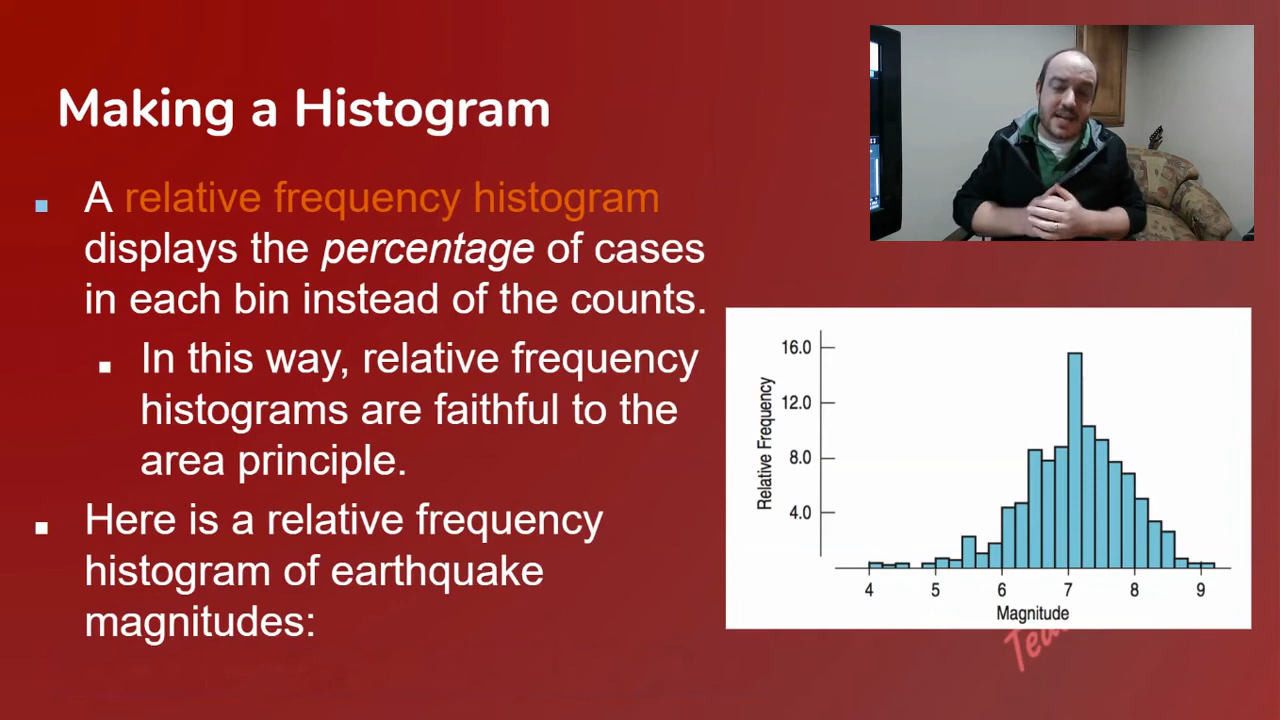 Making a Histogram
▪ A relative frequency histogram
displays the percentage of cases
in each bin instead of the counts.
▪ In this way, relative frequency
histograms are faithful to the
area principle.
▪ Here is a relative frequency
histogram of earthquake
magnitudes:
Relative Frequency
16.0
12.0
8.0
4.0
4 5 6 7 8 9
Magnitude